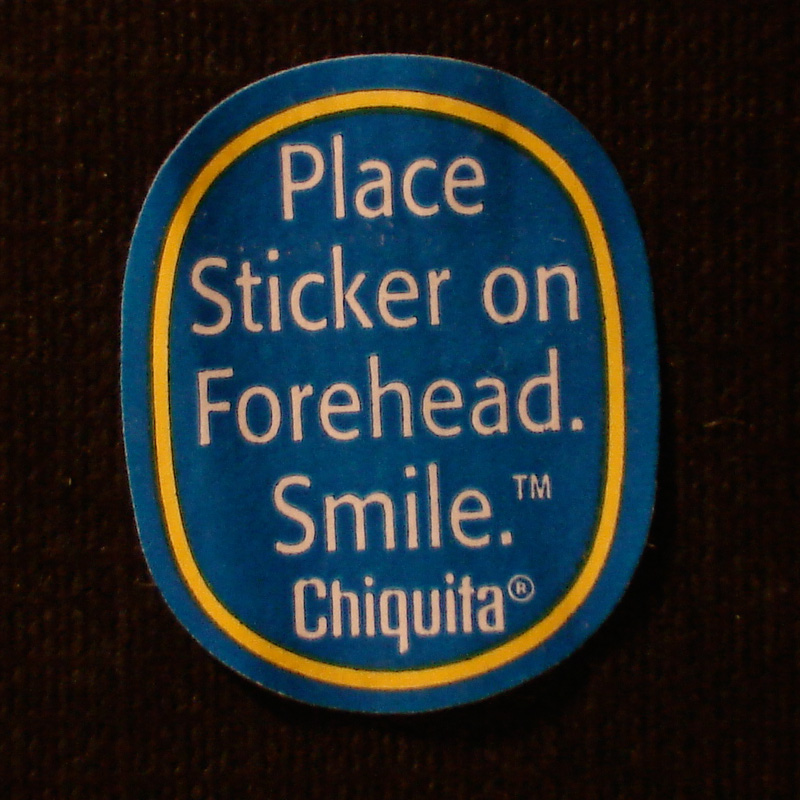 Place
Sticker on
Forehead.
Smile.™
Chiquita®